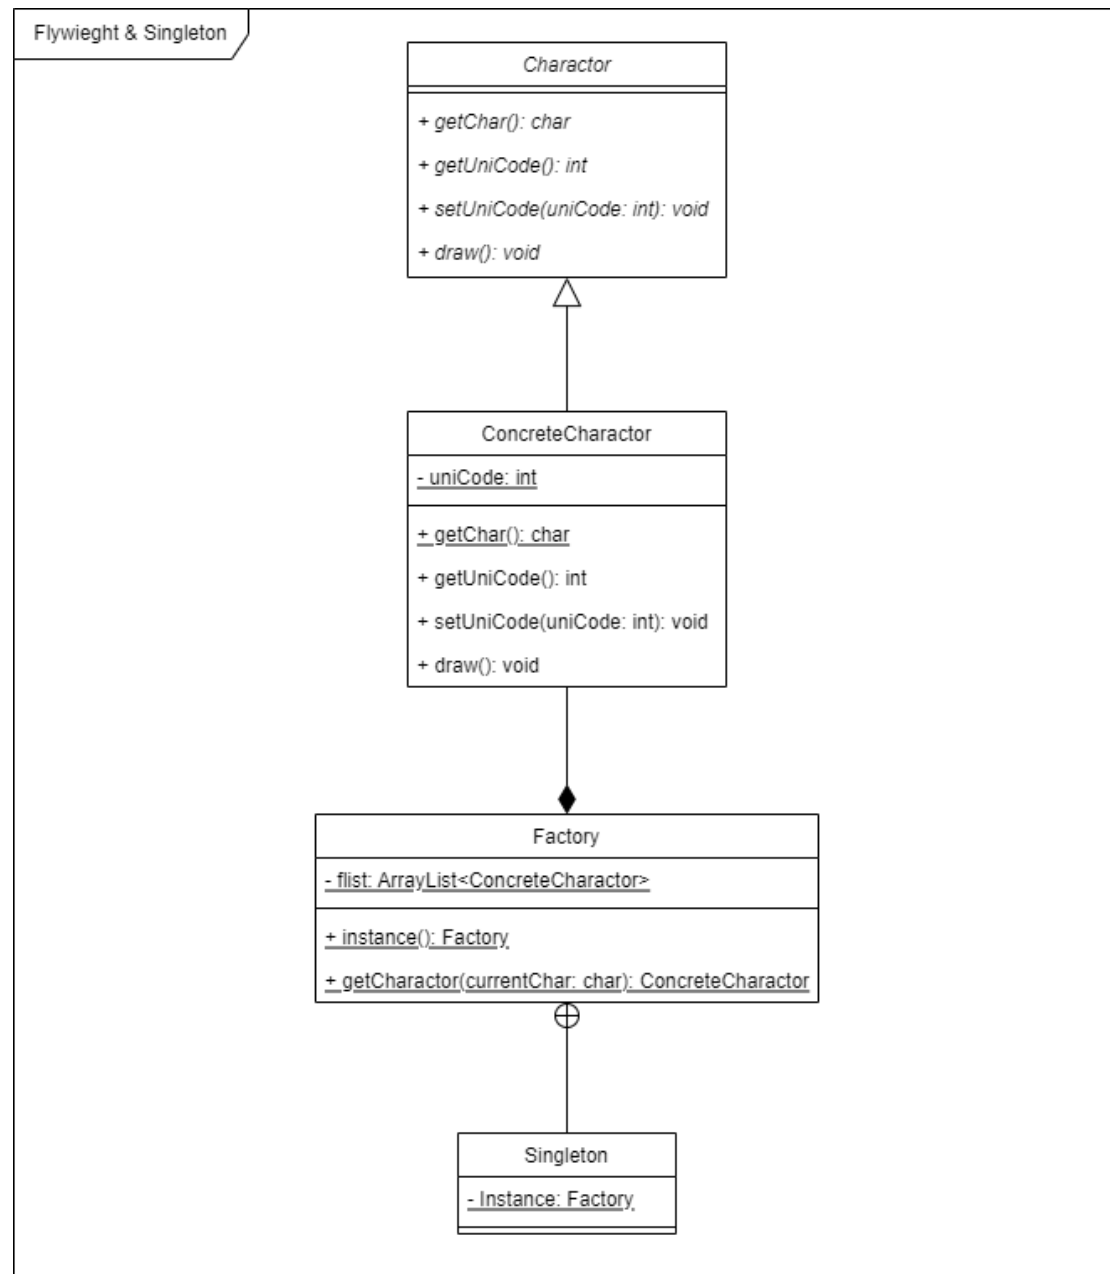 Flywieght & Singleton
Charactor
+ getChar(): char
+ getUniCode(): int
+ setUniCode(uniCode: int): void
+ draw(): void
ConcreteCharactor
- uniCode: int
+ getChar(): char
+ getUniCode(): int
+ setUniCode(uniCode: int): void
+ draw(): void
Factory
- flist: ArrayList<ConcreteCharactor>
+ instance(): Factory
+ getCharactor(currentChar: char): ConcreteCharactor
Singleton
- Instance: Factory